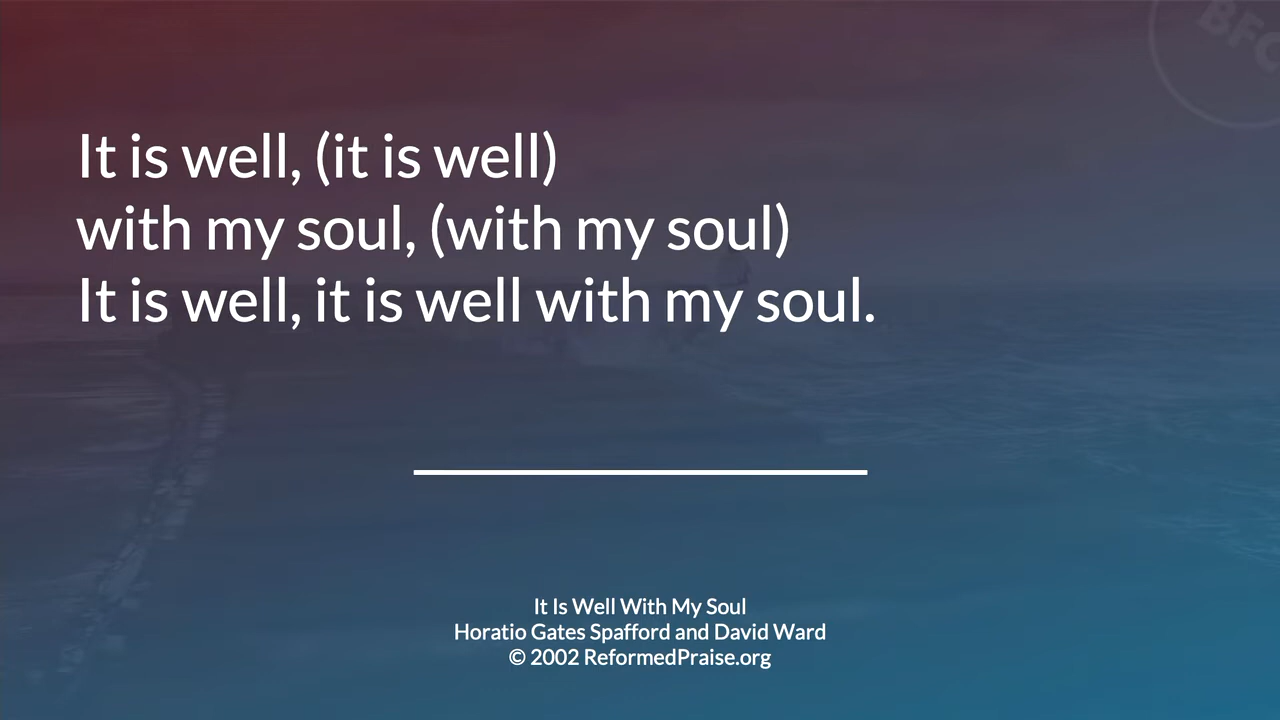 BFC
It is well, (it is well)
with my soul, (with my soul)
It is well, it is well with my soul.
It Is Well With My Soul
Horatio Gates Spafford and David Ward
© 2002 ReformedPraise.org